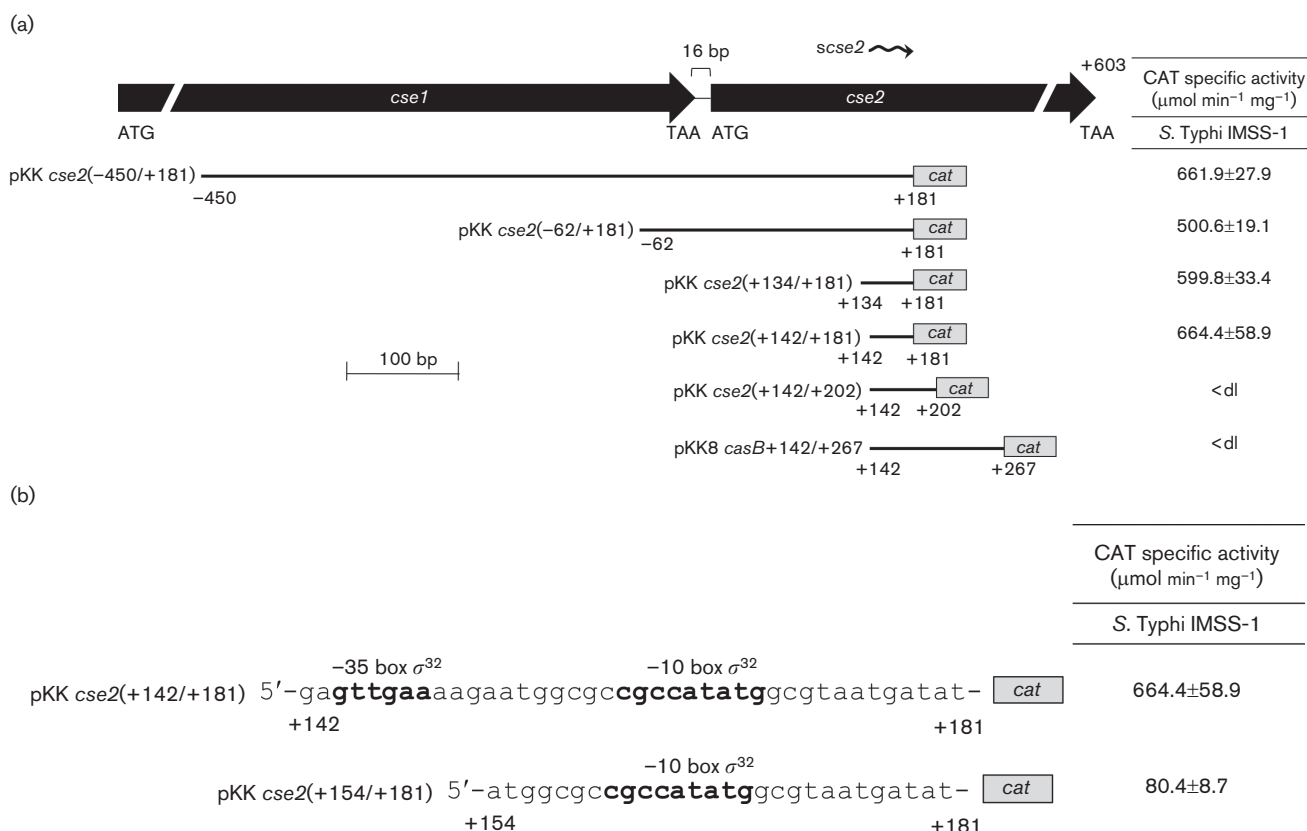 (a)
16 bp
scse2
+603
CAT specific activity
(μmol min⁻¹ mg⁻¹)
cse1
cse2
ATG
TAA
ATG
TAA
S. Typhi IMSS-1
pKK cse2(−450/+181)
cat
661.9±27.9
−450
+181
pKK cse2(−62/+181)
cat
500.6±19.1
−62
+181
pKK cse2(+134/+181)
cat
599.8±33.4
+134
+181
pKK cse2(+142/+181)
cat
664.4±58.9
+142
+181
100 bp
pKK cse2(+142/+202)
cat
<dl
+142
+202
pKK8 casB+142/+267
cat
<dl
+142
+267
(b)
CAT specific activity
(μmol min⁻¹ mg⁻¹)
S. Typhi IMSS-1
−35 box σ³²
−10 box σ³²
pKK cse2(+142/+181) 5′-gagttgaaaagaatggcgccgccatatggcgtaatgatat- cat 664.4±58.9
+142
+181
−10 box σ³²
pKK cse2(+154/+181) 5′-atggcgccgccatatggcgtaatgatat- cat 80.4±8.7
+154
+181